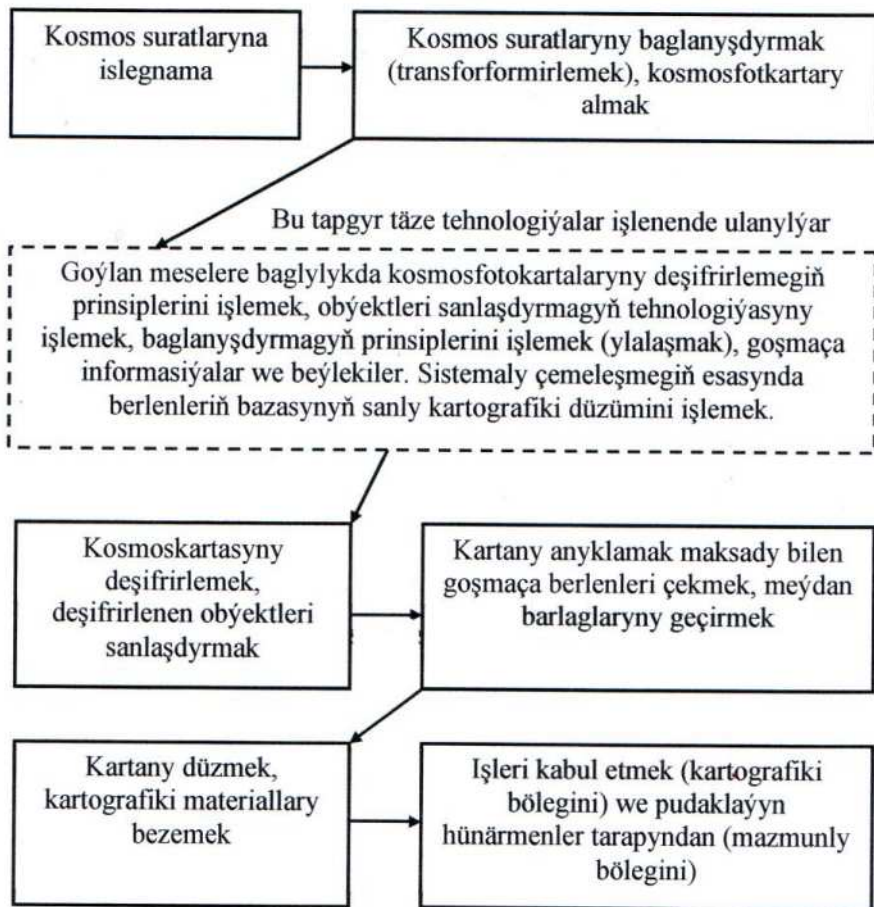 Kosmos suratlaryna
islegnama
Kosmos suratlaryny baglanyşdyrmak
(transforformirlemek), kosmosfotkartary
almak
Bu tapgyr täze tehnologiýalar işlenende ulanylýar
Goýlan meselere baglylykda kosmosfotokartalaryny deşifrirlemegiň
prinsiplerini işlemek, obýektleri sanlaşdyrmagyň tehnologiýasyny
işlemek, baglanyşdyrmagyň prinsiplerini işlemek (ylalaşmak), goşmaça
informasiýalar we beýlekiler. Sistemaly çemeleşmegiň esasynda
berlenleriň bazasynyň sanly kartografiki düzümini işlemek.
Kosmoskartasyny
deşifrirlemek,
deşifrirlenen obýektleri
sanlaşdyrmak
Kartany anyklamak maksady bilen
goşmaça berlenleri çekmek, meýdan
barlaglaryny geçirmek
Kartany düzmek,
kartografiki materiallary
bezemek
Işleri kabul etmek (kartografiki
bölegini) we pudaklaýyn
hünärmenler tarapyndan (mazmunly
bölegini)